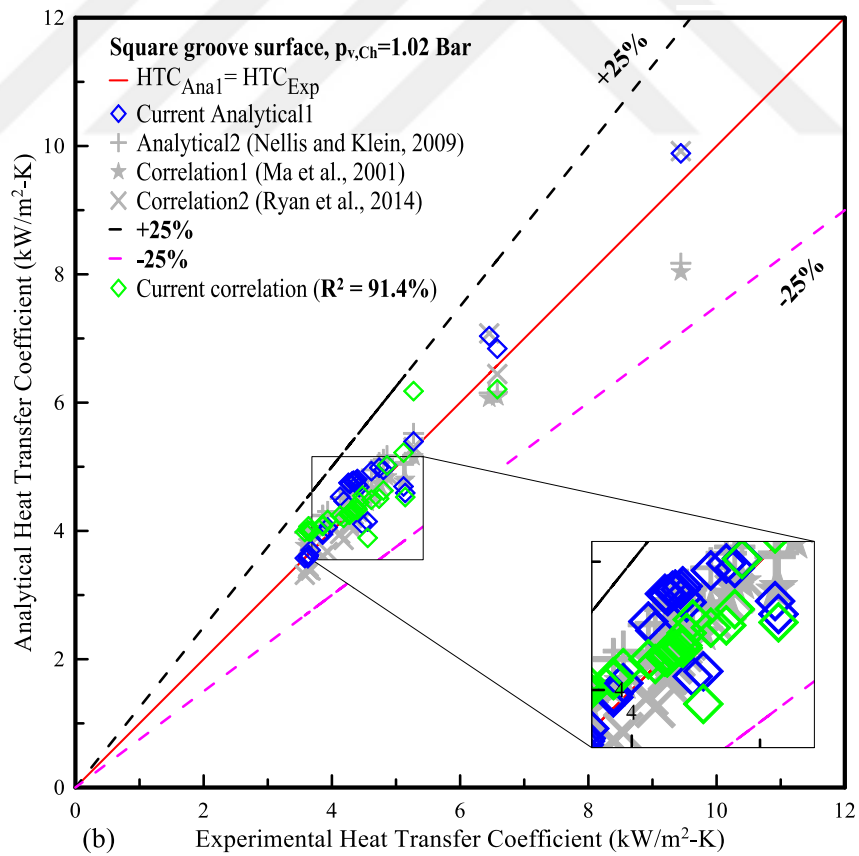 12
10
8
6
4
2
0
Analytical Heat Transfer Coefficient (kW/m²-K)
Square groove surface, pᵥ,Cₕ=1.02 Bar
HTC_Ana1 = HTC_Exp
Current Analytical1
Analytical2 (Nellis and Klein, 2009)
Correlation1 (Ma et al., 2001)
Correlation2 (Ryan et al., 2014)
+25%
-25%
Current correlation (R² = 91.4%)
+25%
-25%
4
4
0
2
4
6
8
10
12
(b)
Experimental Heat Transfer Coefficient (kW/m²-K)